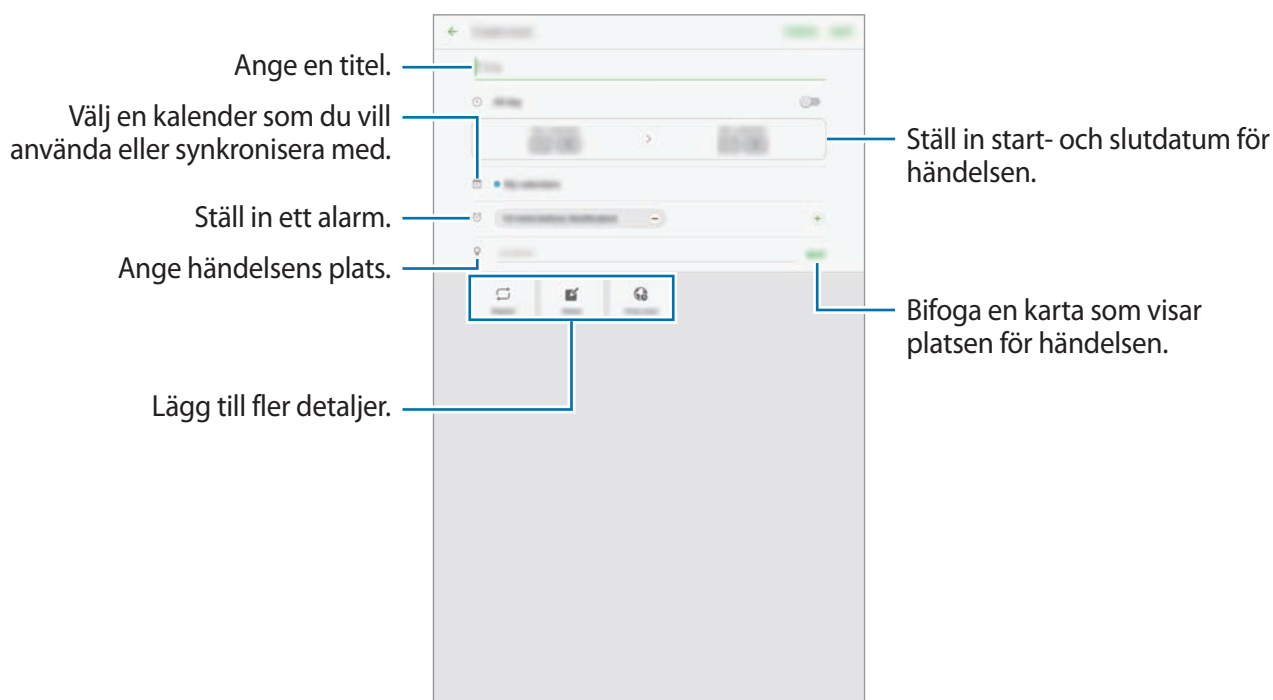 Ange en titel.
Välj en kalender som du vill
använda eller synkronisera med.
Ställ in ett alarm.
Ange händelsens plats.
Lägg till fler detaljer.
Ställ in start- och slutdatum för
händelsen.
Bifoga en karta som visar
platsen för händelsen.